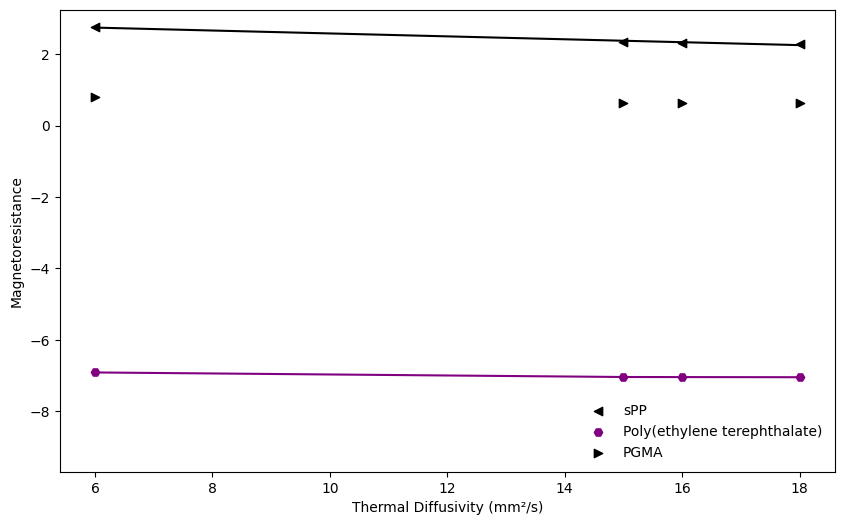 2
0
−2
−4
−6
−8
Magnetoresistance
6
8
10
12
14
16
18
Thermal Diffusivity (mm²/s)
sPP
Poly(ethylene terephthalate)
PGMA